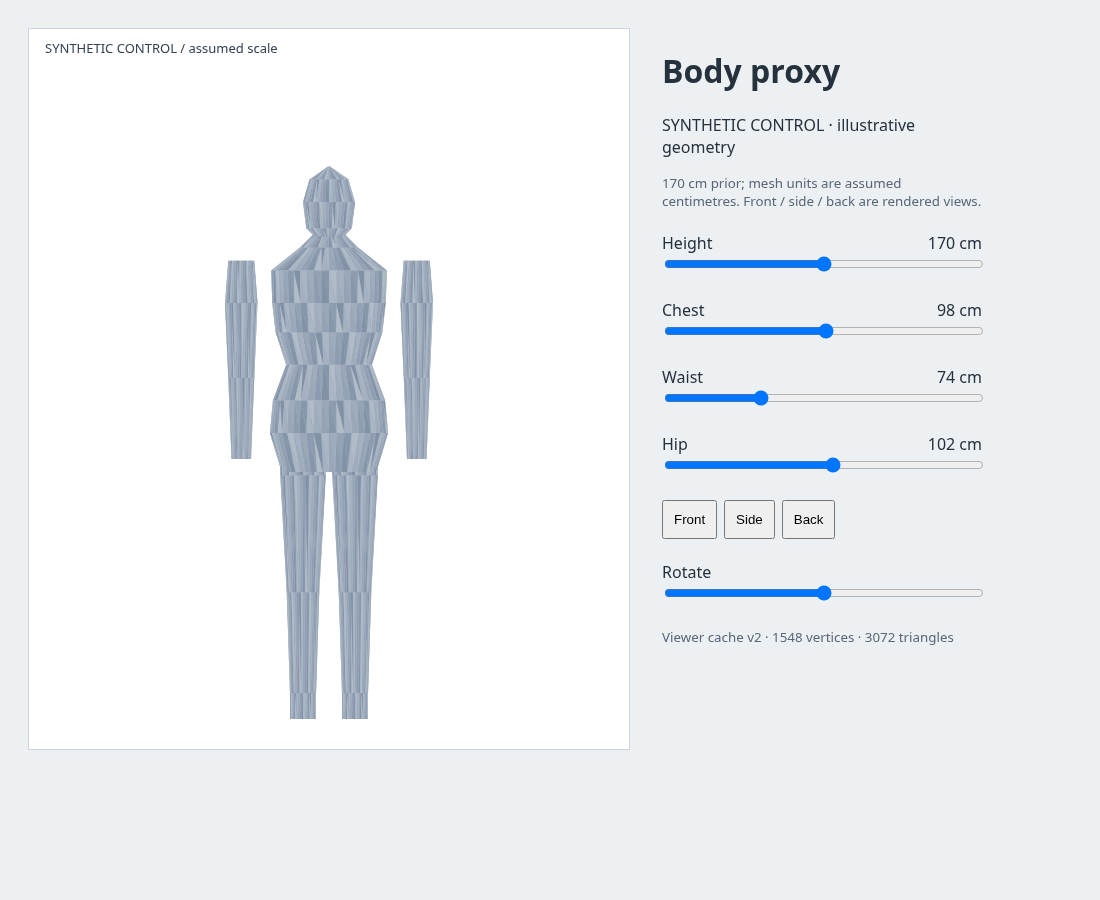 SYNTHETIC CONTROL / assumed scale
Body proxy
SYNTHETIC CONTROL · illustrative
geometry
170 cm prior; mesh units are assumed
centimetres. Front / side / back are rendered views.
Height 170 cm
Chest 98 cm
Waist 74 cm
Hip 102 cm
Front Side Back
Rotate
Viewer cache v2 · 1548 vertices · 3072 triangles